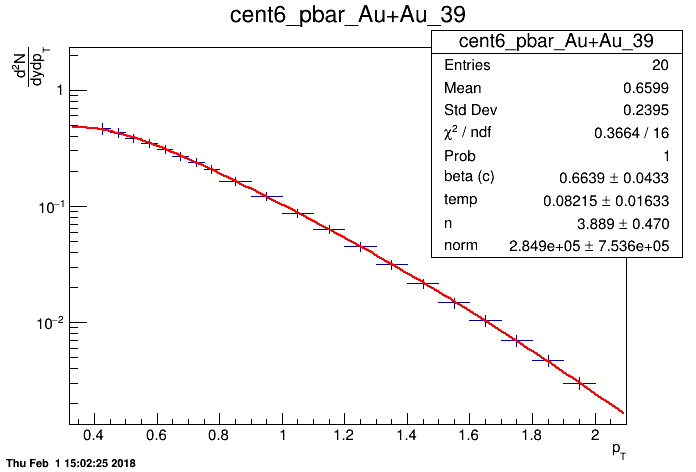 cent6_pbar_Au+Au_39
d²N
dydp_T
cent6_pbar_Au+Au_39
Entries 20
Mean 0.6599
Std Dev 0.2395
χ² / ndf 0.3664 / 16
Prob 1
beta (c) 0.6639 ± 0.0433
temp 0.08215 ± 0.01633
n 3.889 ± 0.470
norm 2.849e+05 ± 7.536e+05
1
10⁻¹
10⁻²
0.4 0.6 0.8 1 1.2 1.4 1.6 1.8 2
p_T
Thu Feb 1 15:02:25 2018